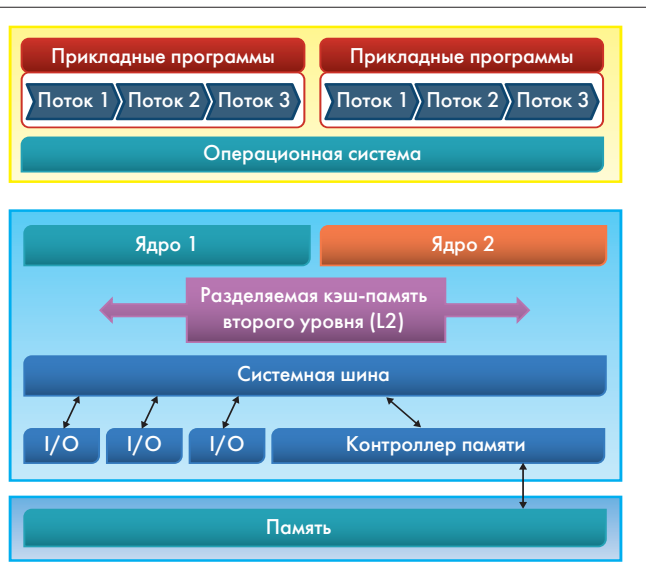 Прикладные программы
Прикладные программы
Поток 1 Поток 2 Поток 3
Поток 1 Поток 2 Поток 3
Операционная система
Ядро 1
Ядро 2
Разделяемая кэш-память
второго уровня (L2)
Системная шина
I/O
I/O
I/O
Контроллер памяти
Память